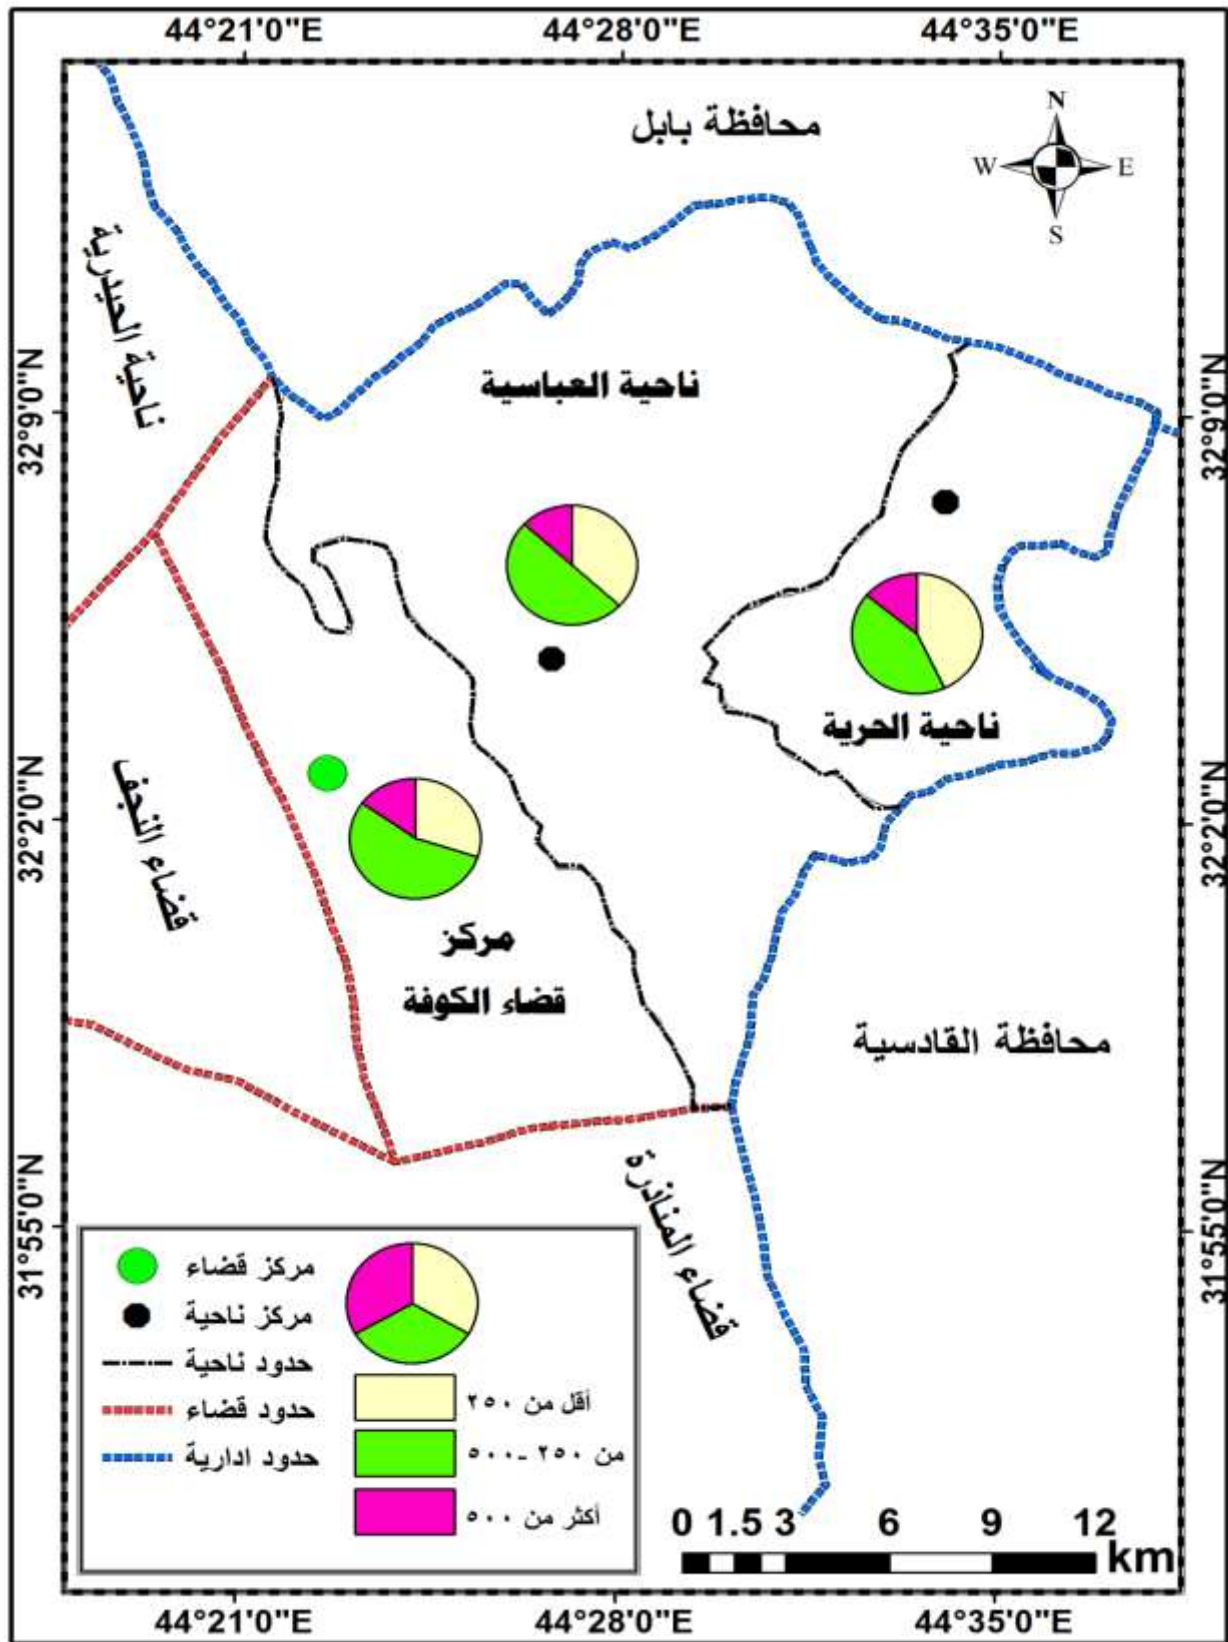 44°21'0"E 44°28'0"E 44°35'0"E
محافظة بابل
N
W E
S
ناحية الحيدرية
32°9'0"N
ناحية العباسية
32°9'0"N
ناحية الحرية
32°2'0"N
قضاء النجف
32°2'0"N
مركز
قضاء الكوفة
محافظة القادسية
قضاء المناذرة
31°55'0"N
31°55'0"N
مركز قضاء
مركز ناحية
حدود ناحية
حدود قضاء
حدود ادارية
أقل من ٢٥٠
من ٢٥٠ -٥٠٠
أكثر من ٥٠٠
0 1.5 3 6 9 12
km
44°21'0"E 44°28'0"E 44°35'0"E